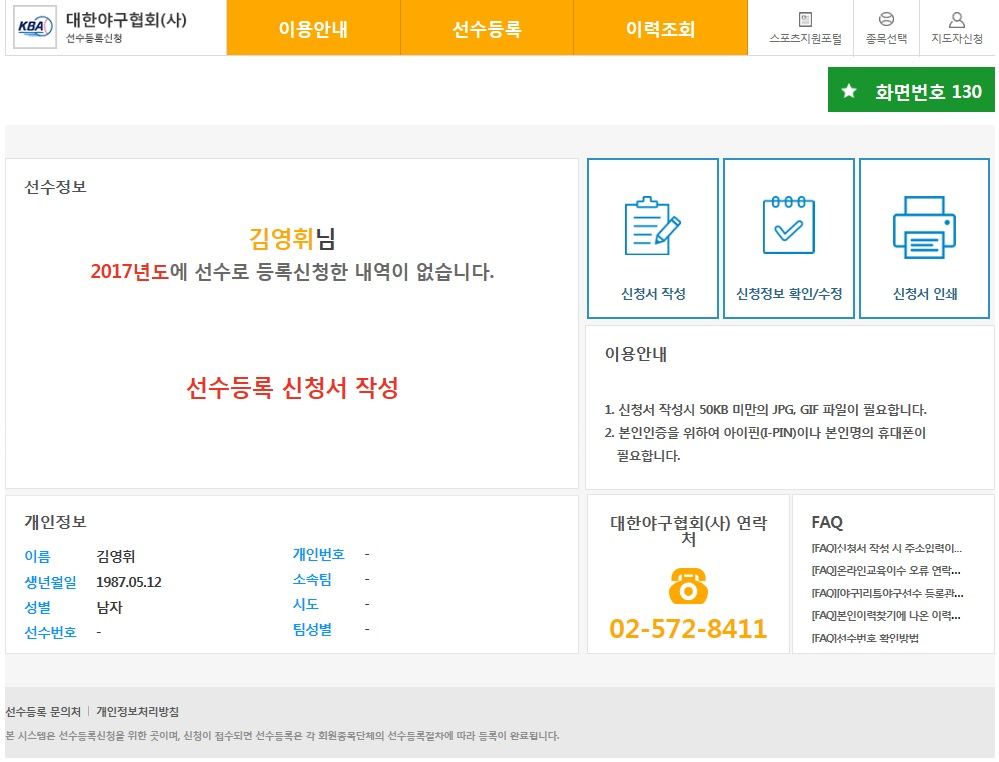 KBA
대한야구협회(사)
선수등록신청
이용안내
선수등록
이력조회
스포츠지원포털
종목선택
지도자신청
★ 화면번호 130
선수정보
김영휘님
2017년도에 선수로 등록신청한 내역이 없습니다.
선수등록 신청서 작성
신청서 작성
신청정보 확인/수정
신청서 인쇄
이용안내
1. 신청서 작성시 50KB 미만의 JPG, GIF 파일이 필요합니다.
2. 본인인증을 위하여 아이핀(I-PIN)이나 본인명의 휴대폰이
필요합니다.
개인정보
이름 김영휘
생년월일 1987.05.12
성별 남자
선수번호 -
개인번호 -
소속팀 -
시도 -
팀성별 -
대한야구협회(사) 연락
처
02-572-8411
FAQ
[FAQ]신청서 작성 시 주소입력이...
[FAQ]온라인교육이수 오류 연락...
[FAQ][야구]리틀야구선수 등록관...
[FAQ]본인이력찾기에 나온 이력...
[FAQ]선수번호 확인방법
선수등록 문의처 | 개인정보처리방침
본 시스템은 선수등록신청을 위한 곳이며, 신청이 접수되면 선수등록은 각 회원종목단체의 선수등록절차에 따라 등록이 완료됩니다.